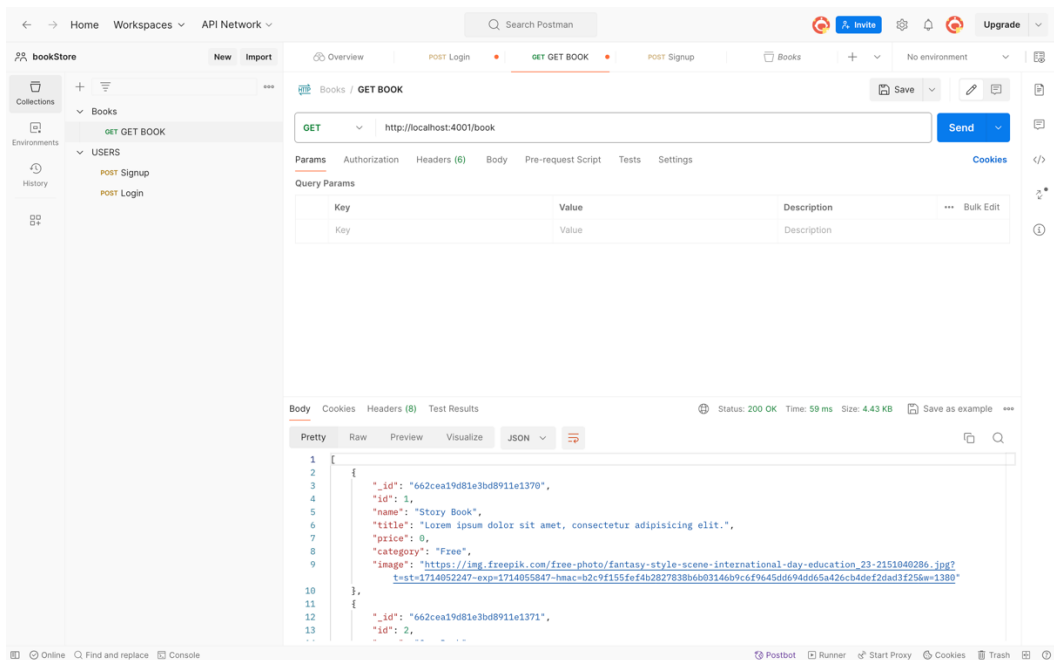 Home Workspaces API Network Search Postman Invite Upgrade
bookStore New Import Overview POST Login GET GET BOOK POST Signup Books No environment
Collections
Environments
History
Books
GET GET BOOK
USERS
POST Signup
POST Login
HTTP Books / GET BOOK Save
GET http://localhost:4001/book Send
Params Authorization Headers (6) Body Pre-request Script Tests Settings Cookies
Query Params
Key Value Description Bulk Edit
Key Value Description
Body Cookies Headers (8) Test Results Status: 200 OK Time: 59 ms Size: 4.43 KB Save as example
Pretty Raw Preview Visualize JSON
1 [
2 {
3 "_id": "662cea19d81e3bd8911e1370",
4 "id": 1,
5 "name": "Story Book",
6 "title": "Lorem ipsum dolor sit amet, consectetur adipisicing elit.",
7 "price": 0,
8 "category": "Free",
9 "image": "https://img.freepik.com/free-photo/fantasy-style-scene-international-day-education_23-2151040286.jpg?
t=st=1714052247~exp=1714055847~hmac=b2c9f155fef4b2827838b6b03146b9c6f9645dd694dd65a426cb4def2dad3f25&w=1380"
10 },
11 {
12 "_id": "662cea19d81e3bd8911e1371",
13 "id": 2,
Online Find and replace Console Postbot Runner Start Proxy Cookies Trash